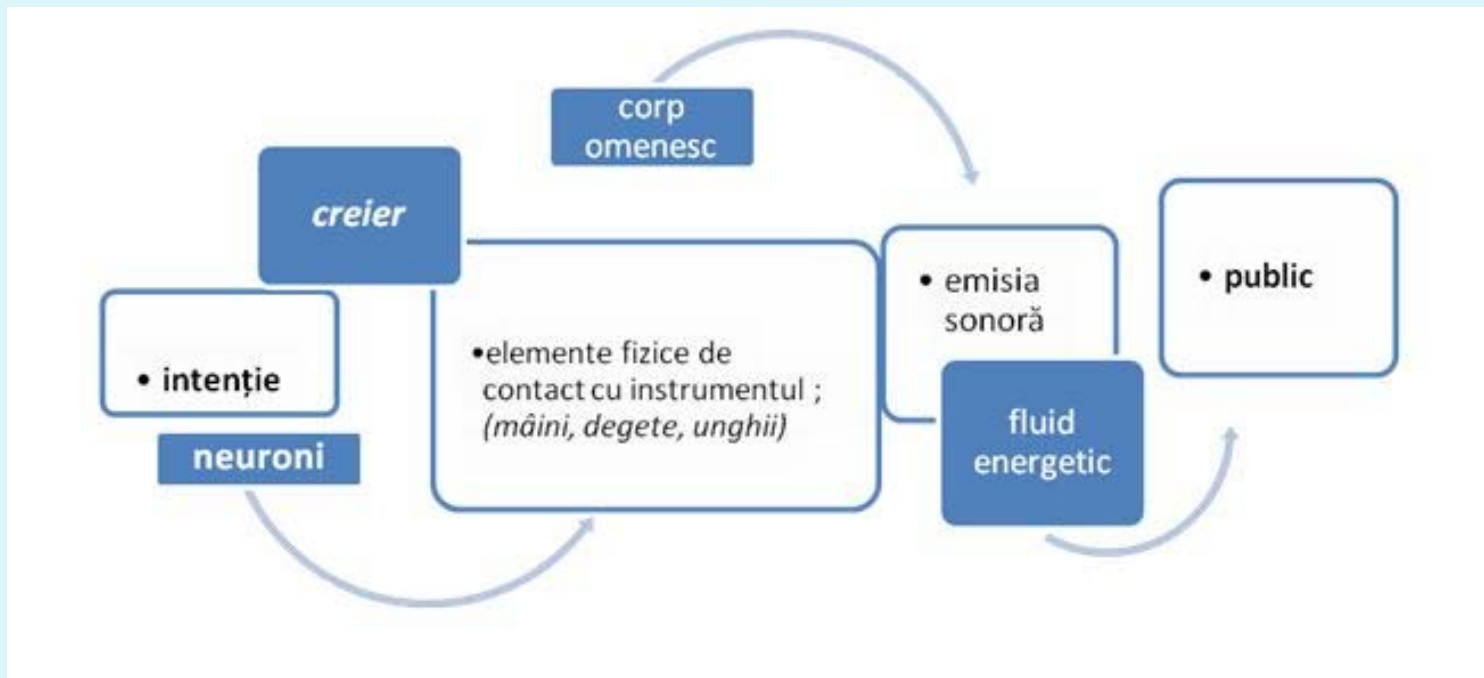 corp
omenesc
creier
• intenție
neuroni
•elemente fizice de
contact cu instrumentul ;
(mâini, degete, unghii)
• emisia
sonoră
fluid
energetic
• public